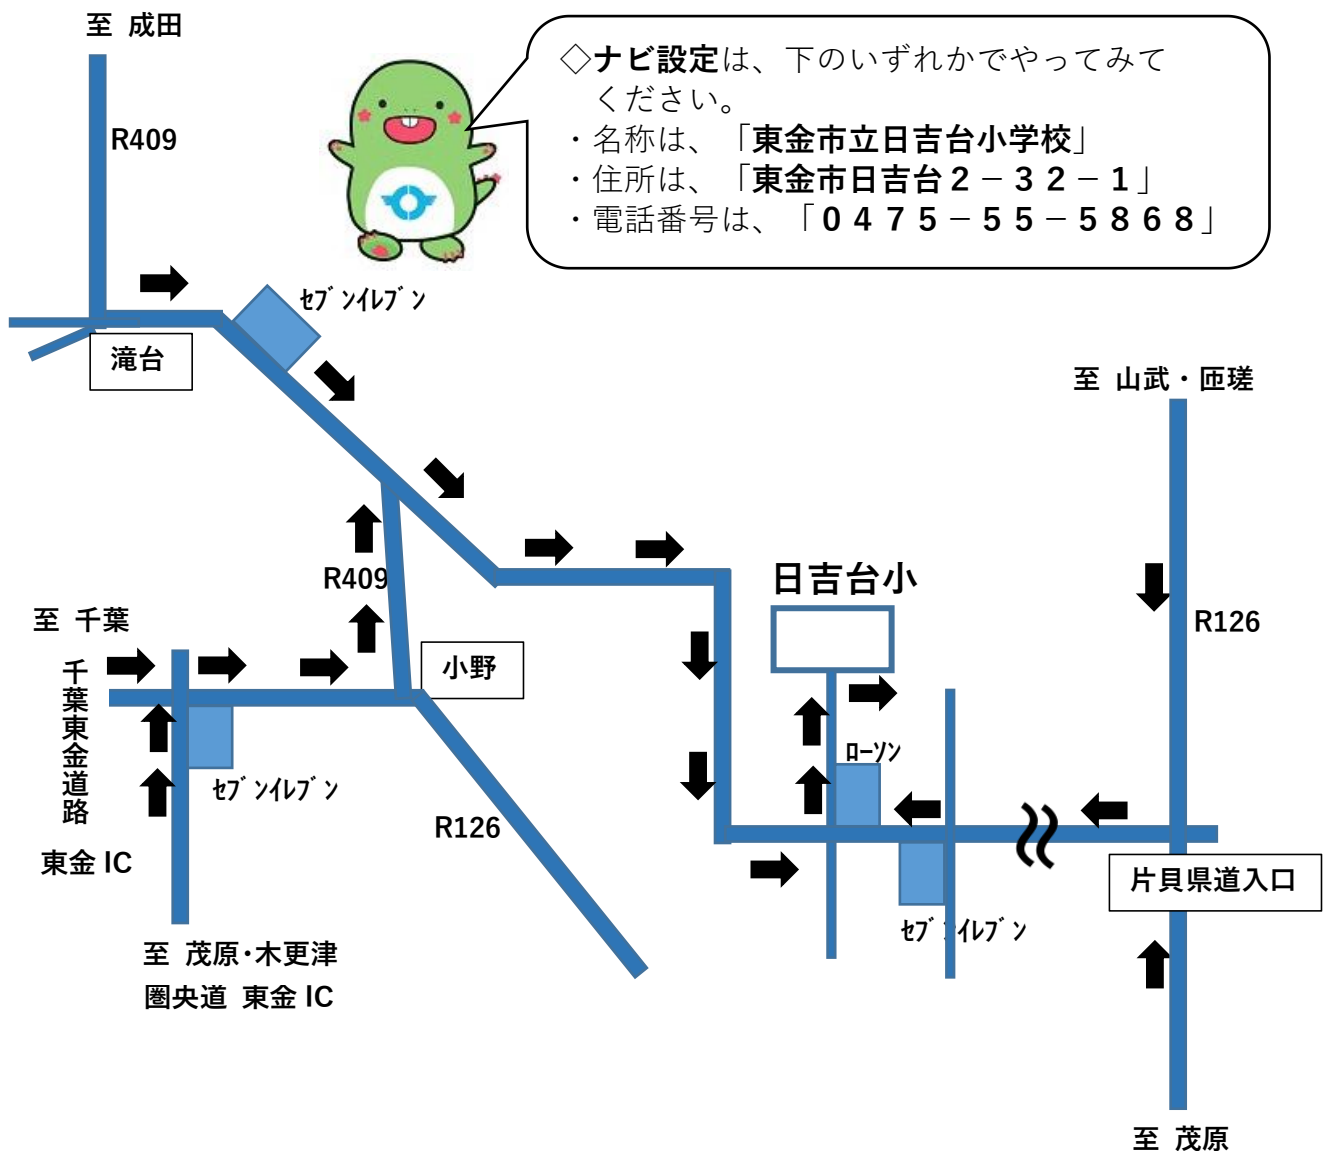 至 成田
◇ナビ設定は、下のいずれかでやってみて
ください。
・名称は、「東金市立日吉台小学校」
・住所は、「東金市日吉台２－３２－１」
・電話番号は、「０４７５－５５－５８６８」
R409
ｾﾌﾞﾝｲﾚﾌﾞﾝ
滝台
至 山武・匝瑳
R409
日吉台小
至 千葉
R126
小野
千葉東金道路
ﾛｰｿﾝ
ｾﾌﾞﾝｲﾚﾌﾞﾝ
R126
東金 IC
片貝県道入口
ｾﾌﾞﾝｲﾚﾌﾞﾝ
至 茂原･木更津
圏央道 東金 IC
至 茂原